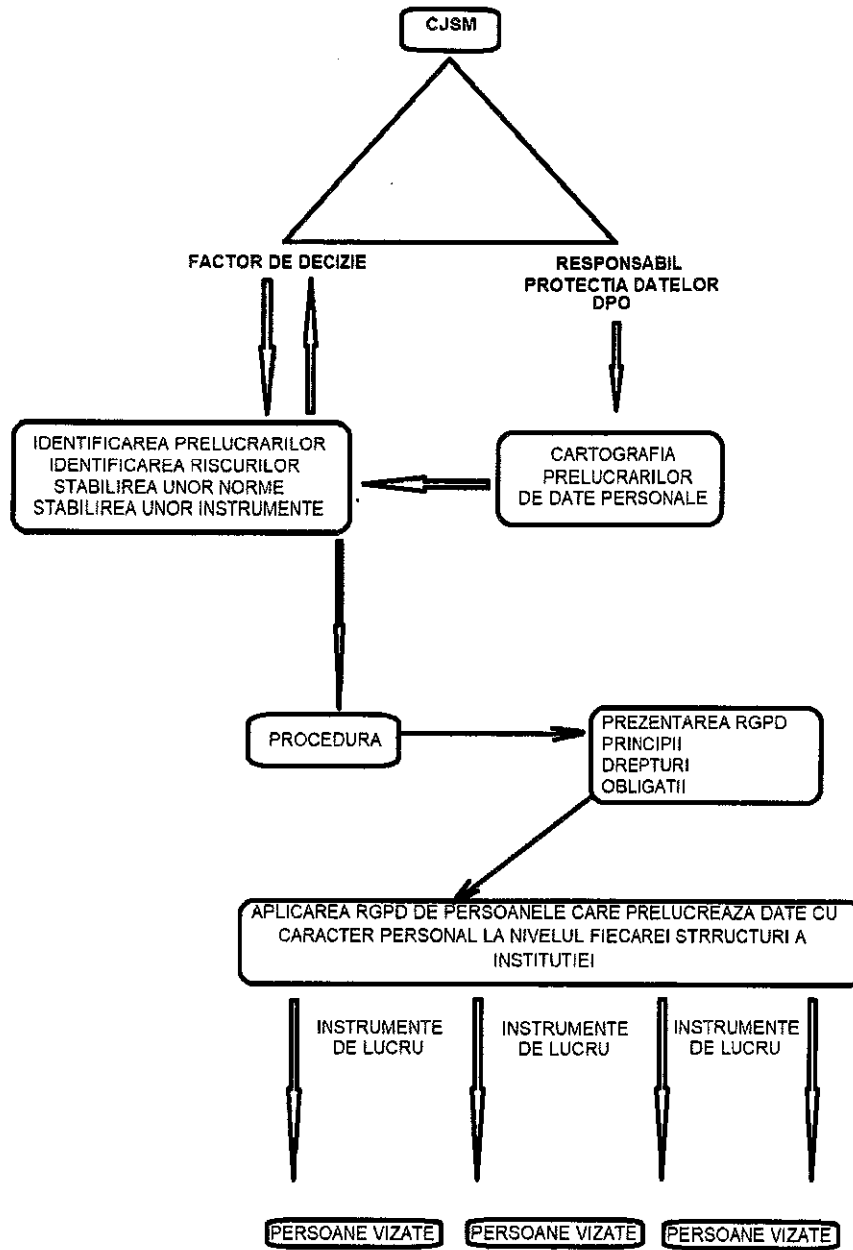 CJSM
FACTOR DE DECIZIE
RESPONSABIL
PROTECTIA DATELOR
DPO
IDENTIFICAREA PRELUCRARILOR
IDENTIFICAREA RISCURILOR
STABILIREA UNOR NORME
STABILIREA UNOR INSTRUMENTE
CARTOGRAFIA
PRELUCRARILOR
DE DATE PERSONALE
PROCEDURA
PREZENTAREA RGPD
PRINCIPII
DREPTURI
OBLIGATII
APLICAREA RGPD DE PERSOANELE CARE PRELUCREAZA DATE CU
CARACTER PERSONAL LA NIVELUL FIECAREI STRRUCTURI A
INSTITUTIEI
INSTRUMENTE
DE LUCRU
INSTRUMENTE
DE LUCRU
INSTRUMENTE
DE LUCRU
PERSOANE VIZATE
PERSOANE VIZATE
PERSOANE VIZATE